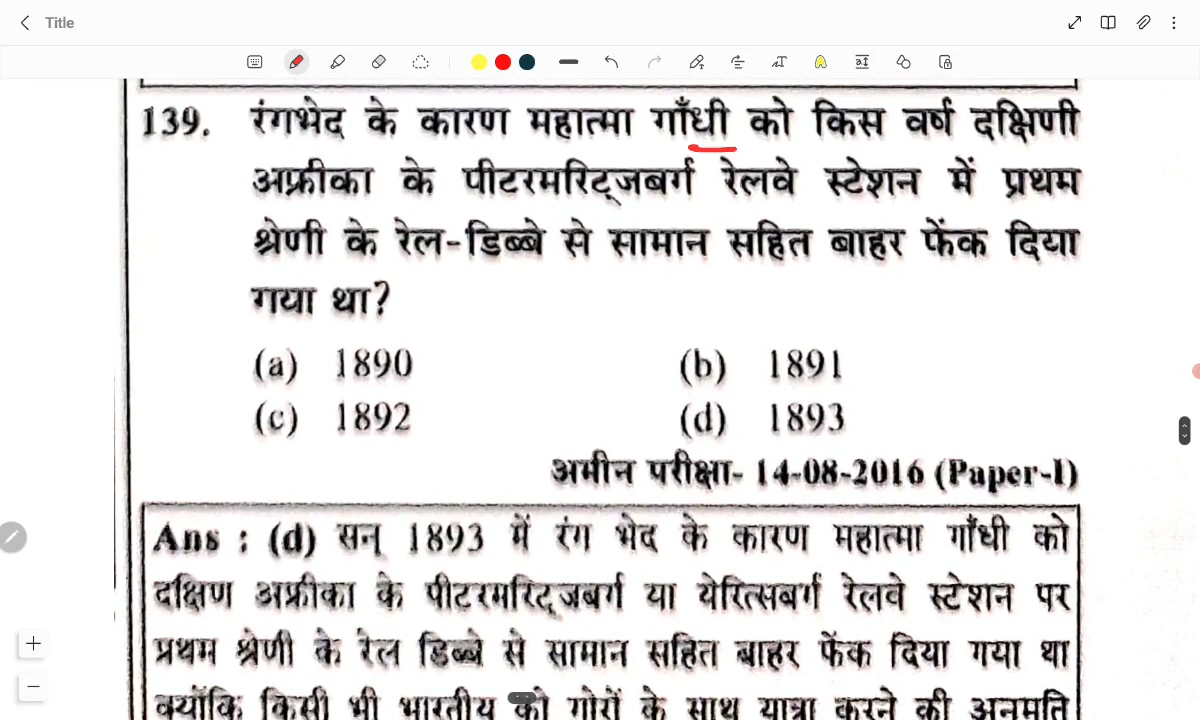 Title
139. रंगभेद के कारण महात्मा गाँधी को किस वर्ष दक्षिणी
अफ्रीका के पीटरमरिट्जबर्ग रेलवे स्टेशन में प्रथम
श्रेणी के रेल-डिब्बे से सामान सहित बाहर फेंक दिया
गया था?
(a) 1890 (b) 1891
(c) 1892 (d) 1893
अमीन परीक्षा- 14-08-2016 (Paper-I)
Ans : (d) सन् 1893 में रंग भेद के कारण महात्मा गाँधी को
दक्षिण अफ्रीका के पीटरमरिट्जबर्ग या येरित्सबर्ग रेलवे स्टेशन पर
प्रथम श्रेणी के रेल डिब्बे से सामान सहित बाहर फेंक दिया गया था
क्योंकि किसी भी भारतीय को गोरों के साथ यात्रा करने की अनुमति